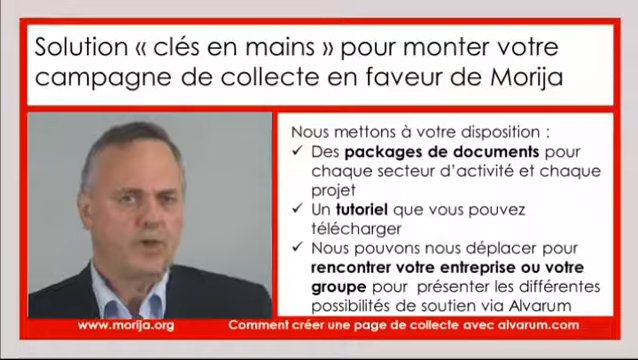 Solution « clés en mains » pour monter votre
campagne de collecte en faveur de Morija
Nous mettons à votre disposition :
✓ Des packages de documents pour
chaque secteur d'activité et chaque
projet
✓ Un tutoriel que vous pouvez
télécharger
✓ Nous pouvons nous déplacer pour
rencontrer votre entreprise ou votre
groupe pour présenter les différentes
possibilités de soutien via Alvarum
www.morija.org Comment créer une page de collecte avec alvarum.com